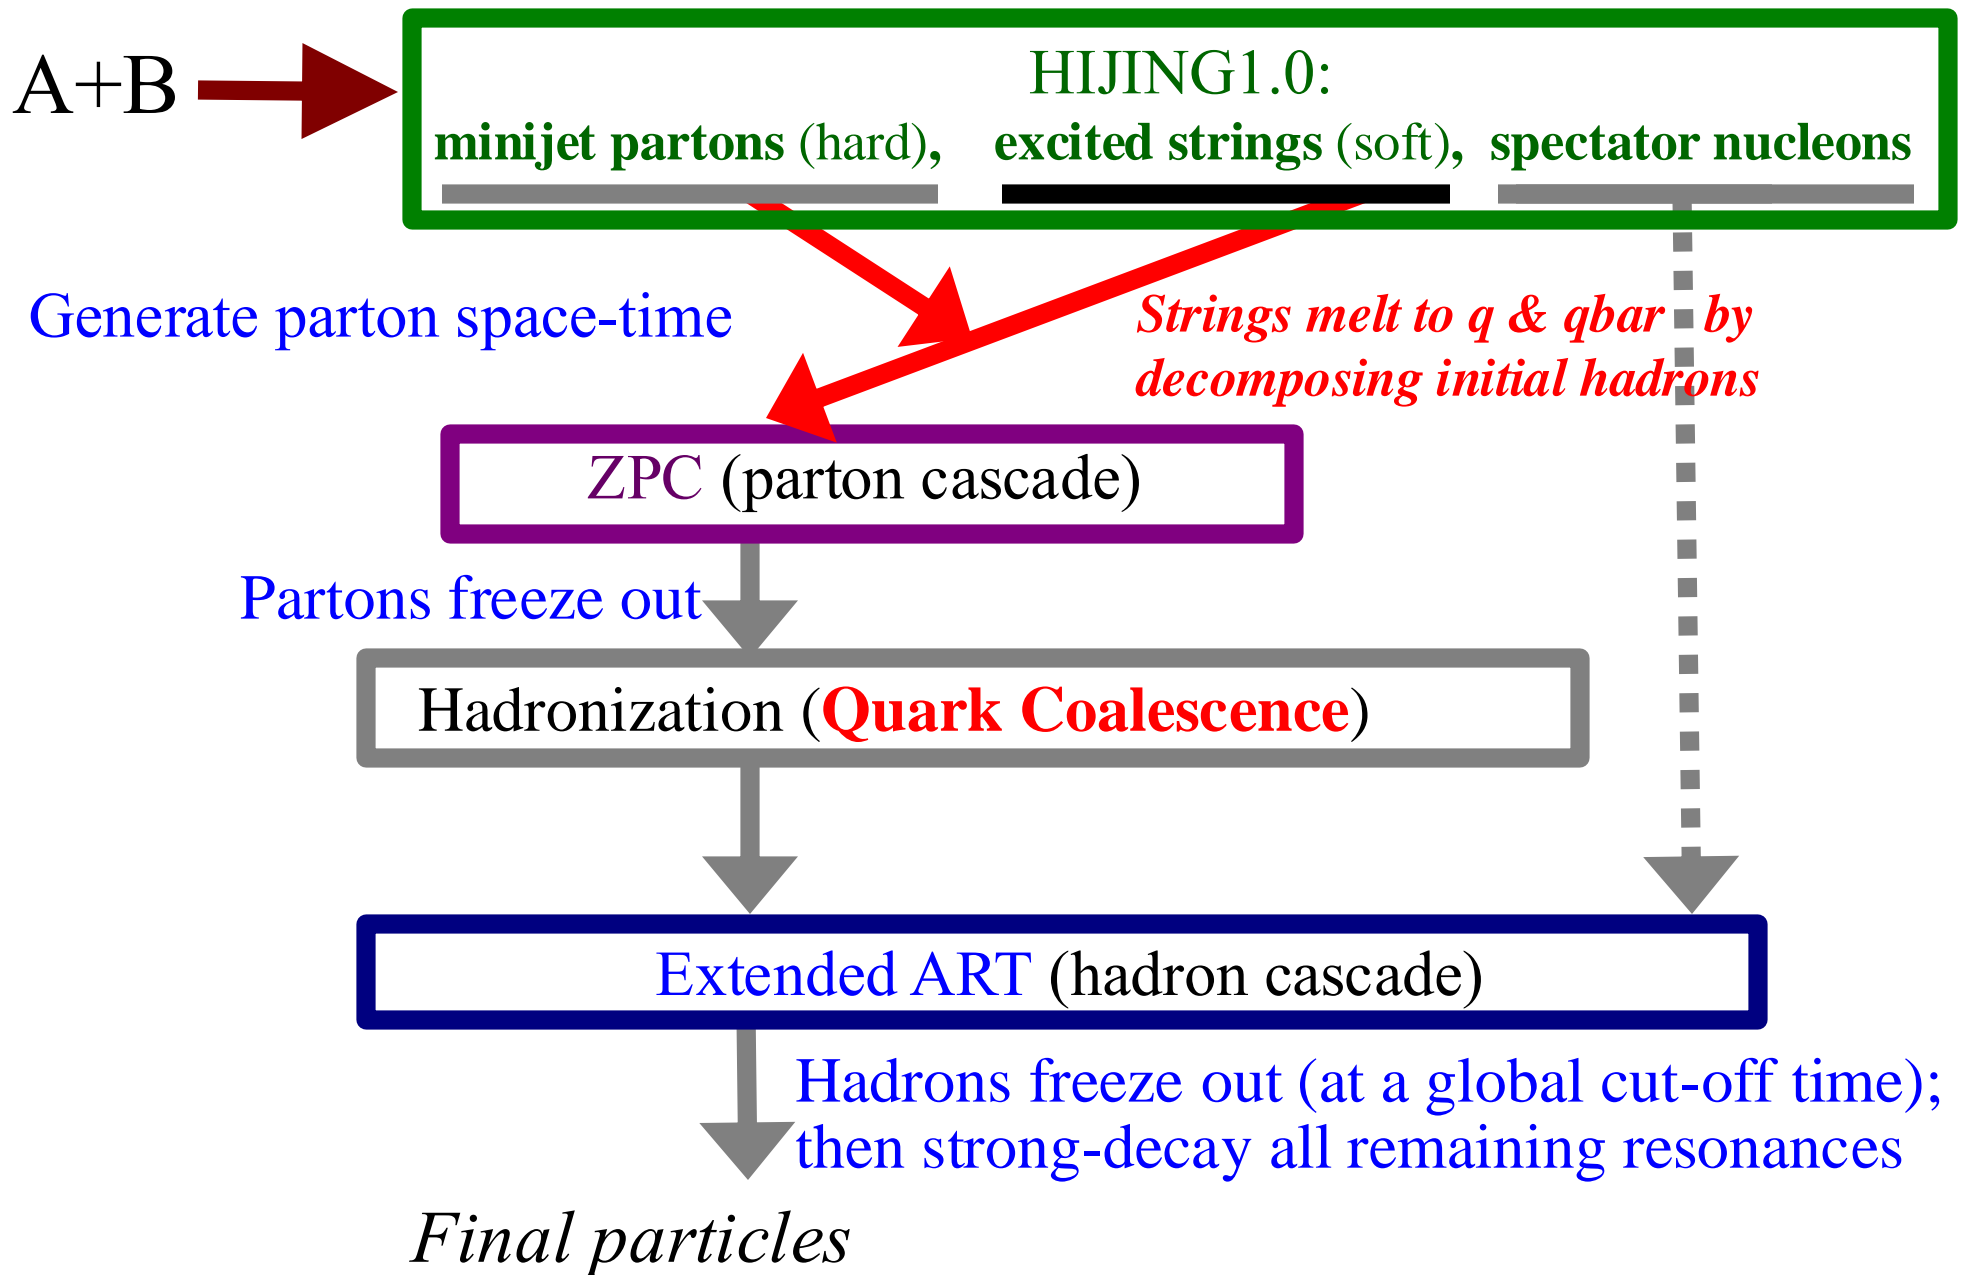 A+B
HIJING1.0:
minijet partons (hard), excited strings (soft), spectator nucleons
Generate parton space-time
Strings melt to q & qbar by
decomposing initial hadrons
ZPC (parton cascade)
Partons freeze out
Hadronization (Quark Coalescence)
Extended ART (hadron cascade)
Hadrons freeze out (at a global cut-off time);
then strong-decay all remaining resonances
Final particles